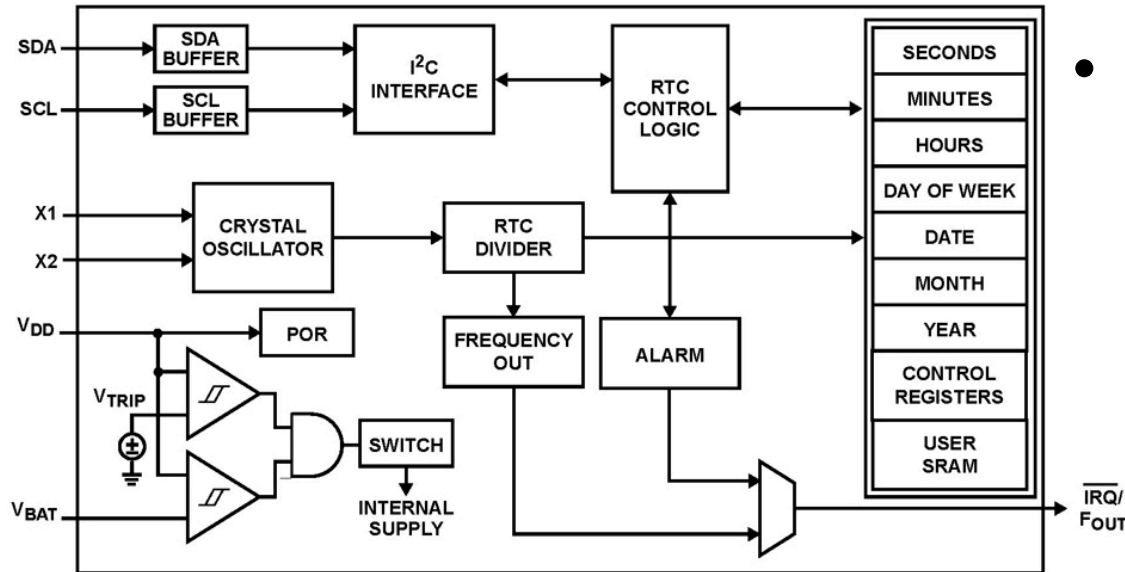 SDA
SDA
BUFFER
SCL
SCL
BUFFER
I²C
INTERFACE
RTC
CONTROL
LOGIC
SECONDS
MINUTES
HOURS
DAY OF WEEK
DATE
MONTH
YEAR
CONTROL
REGISTERS
USER
SRAM
X1
X2
CRYSTAL
OSCILLATOR
RTC
DIVIDER
VDD
POR
FREQUENCY
OUT
ALARM
VTRIP
SWITCH
INTERNAL
SUPPLY
VBAT
IRQ/
FOUT